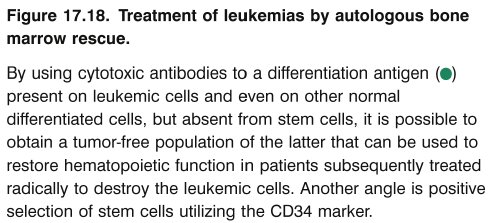 Figure 17.18. Treatment of leukemias by autologous bone
marrow rescue.
By using cytotoxic antibodies to a differentiation antigen (●)
present on leukemic cells and even on other normal
differentiated cells, but absent from stem cells, it is possible to
obtain a tumor-free population of the latter that can be used to
restore hematopoietic function in patients subsequently treated
radically to destroy the leukemic cells. Another angle is positive
selection of stem cells utilizing the CD34 marker.